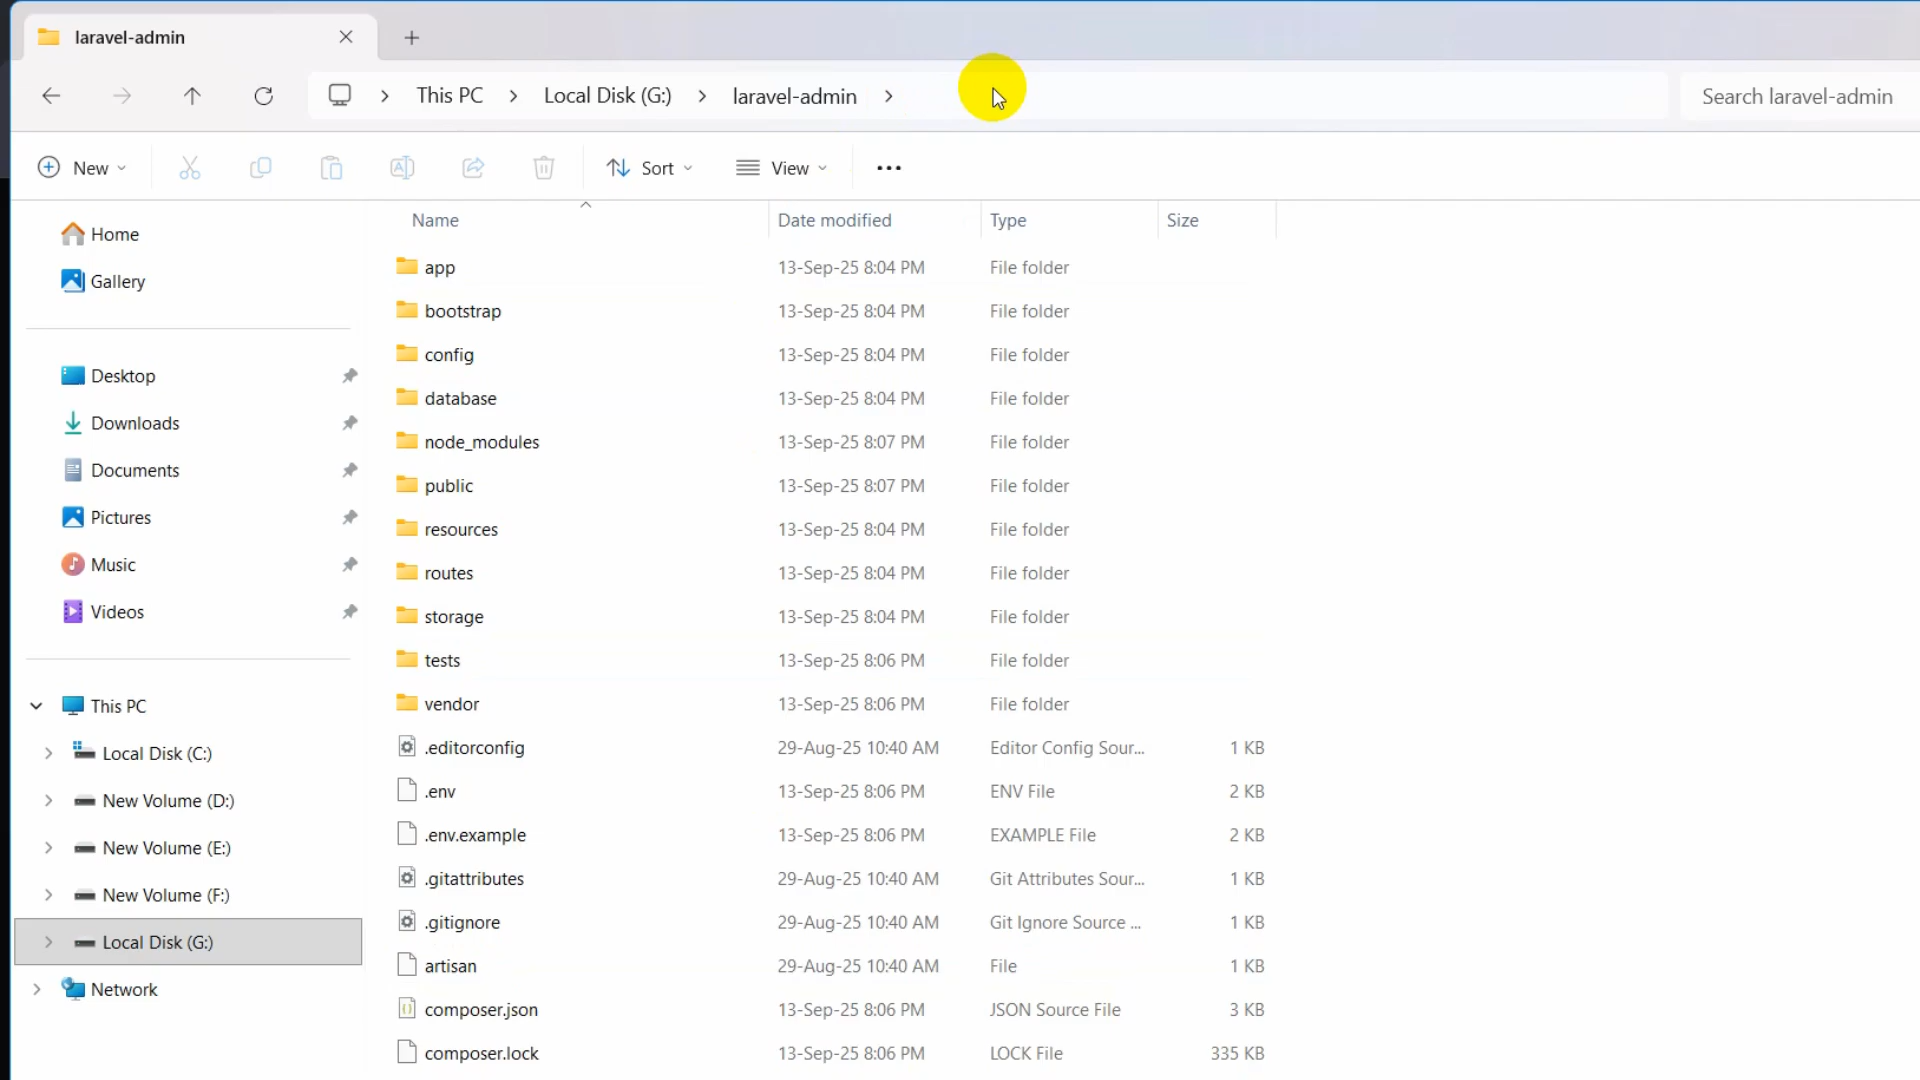 laravel-admin
This PC Local Disk (G:) laravel-admin Search laravel-admin
New Sort View
Home
Gallery
Desktop
Downloads
Documents
Pictures
Music
Videos
This PC
Local Disk (C:)
New Volume (D:)
New Volume (E:)
New Volume (F:)
Local Disk (G:)
Network
Name Date modified Type Size
app 13-Sep-25 8:04 PM File folder
bootstrap 13-Sep-25 8:04 PM File folder
config 13-Sep-25 8:04 PM File folder
database 13-Sep-25 8:04 PM File folder
node_modules 13-Sep-25 8:07 PM File folder
public 13-Sep-25 8:07 PM File folder
resources 13-Sep-25 8:04 PM File folder
routes 13-Sep-25 8:04 PM File folder
storage 13-Sep-25 8:04 PM File folder
tests 13-Sep-25 8:06 PM File folder
vendor 13-Sep-25 8:06 PM File folder
.editorconfig 29-Aug-25 10:40 AM Editor Config Sour... 1 KB
.env 13-Sep-25 8:06 PM ENV File 2 KB
.env.example 13-Sep-25 8:06 PM EXAMPLE File 2 KB
.gitattributes 29-Aug-25 10:40 AM Git Attributes Sour... 1 KB
.gitignore 29-Aug-25 10:40 AM Git Ignore Source ... 1 KB
artisan 29-Aug-25 10:40 AM File 1 KB
composer.json 13-Sep-25 8:06 PM JSON Source File 3 KB
composer.lock 13-Sep-25 8:06 PM LOCK File 335 KB